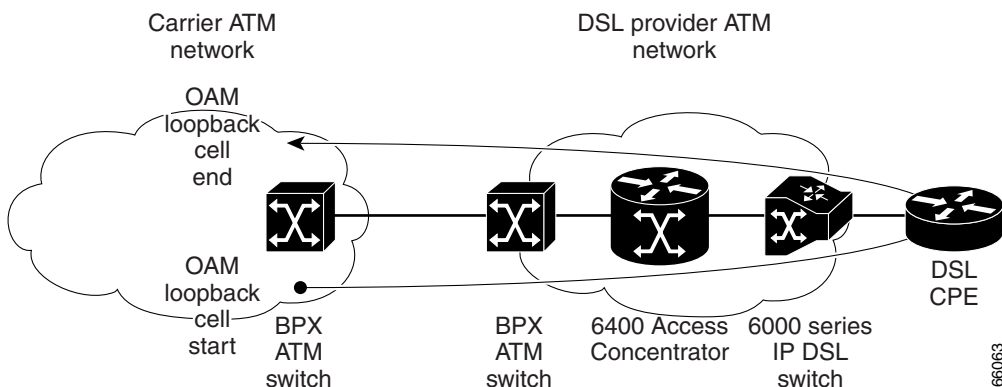 Carrier ATM
network
DSL provider ATM
network
OAM
loopback
cell
end
OAM
loopback
cell
start
BPX
ATM
switch
BPX
ATM
switch
6400 Access
Concentrator
6000 series
IP DSL
switch
DSL
CPE
66063